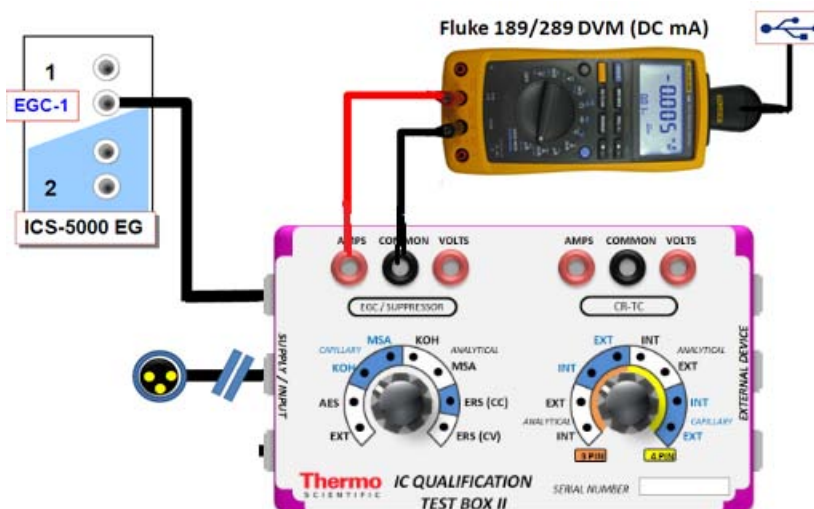 Fluke 189/289 DVM (DC mA)
1
EGC-1
2
ICS-5000 EG
AMPS COMMON VOLTS
AMPS COMMON VOLTS
EGC / SUPPRESSOR
CR-TC
SUPPLY / INPUT
EXTERNAL DEVICE
CAPILLARY
MSA
KOH
ANALYTICAL
KOH
MSA
AES
ERS (CC)
EXT
ERS (CV)
EXT
INT
ANALYTICAL
INT
EXT
EXT
INT
ANALYTICAL
CAPILLARY
INT
EXT
3 PIN
4 PIN
Thermo
SCIENTIFIC
IC QUALIFICATION
TEST BOX II
SERIAL NUMBER
5000